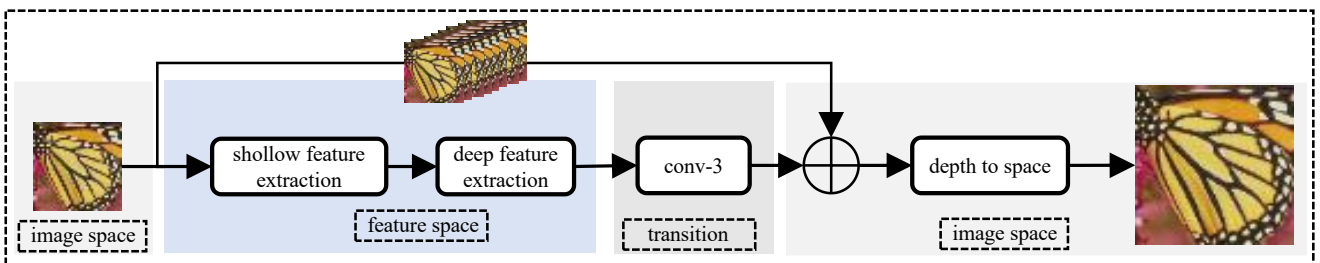 shollow feature
extraction
deep feature
extraction
conv-3
depth to space
image space
feature space
transition
image space